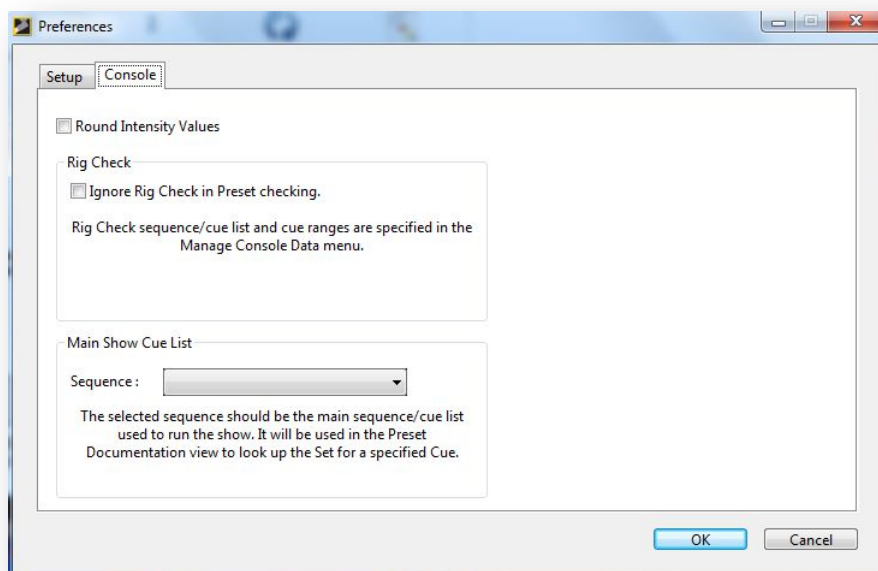 Preferences
Setup
Console
Round Intensity Values
Rig Check
Ignore Rig Check in Preset checking.
Rig Check sequence/cue list and cue ranges are specified in the
Manage Console Data menu.
Main Show Cue List
Sequence :
The selected sequence should be the main sequence/cue list
used to run the show. It will be used in the Preset
Documentation view to look up the Set for a specified Cue.
OK
Cancel